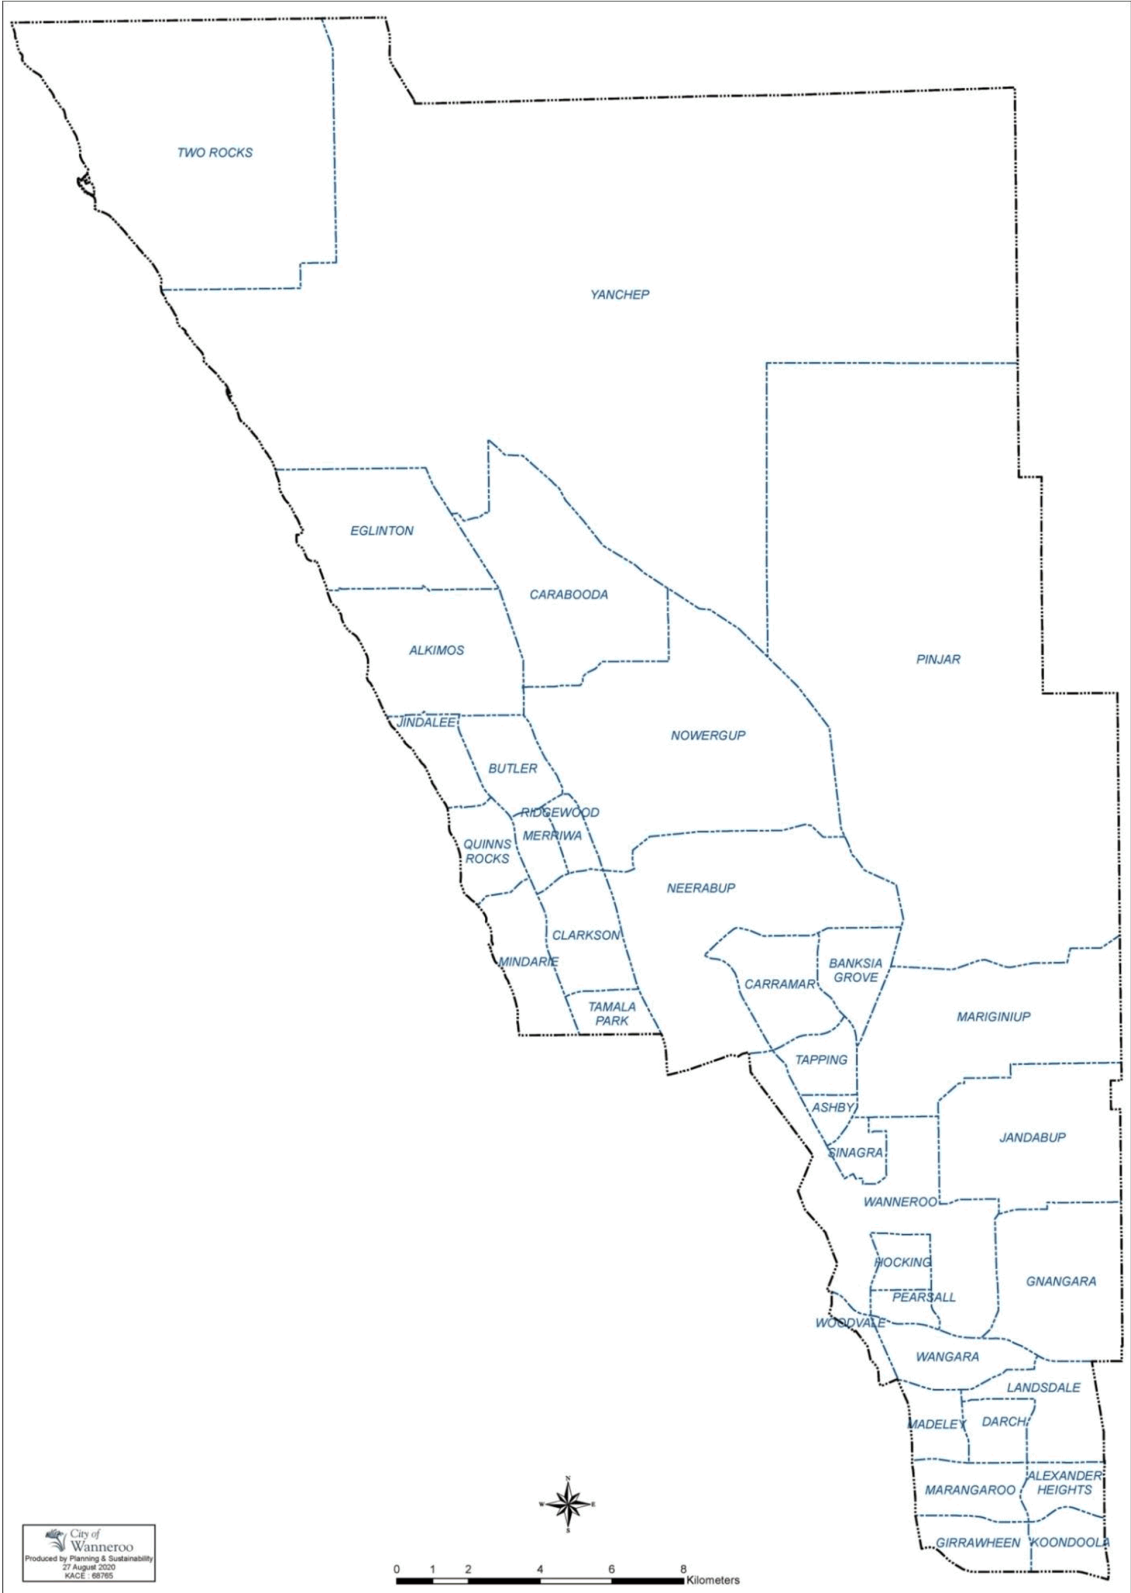 TWO ROCKS
YANCHEP
EGLINTON
CARABOODA
ALKIMOS
PINJAR
JINDALEE
NOWERGUP
BUTLER
RIDGEWOOD
MERRIWA
QUINNS
ROCKS
NEERABUP
CLARKSON
MINDARIE
BANKSIA
GROVE
CARRAMAR
TAMALA
PARK
MARIGINIUP
TAPPING
ASHBY
JANDABUP
SINAGRA
WANNEROO
HOCKING
GNANGARA
PEARSALL
WOODVALE
WANGARA
LANDSDALE
MADELEY
DARCH
ALEXANDER
HEIGHTS
MARANGAROO
GIRRAWHEEN
KOONDOOLA
N
W E
S
City of
Wanneroo
Produced by Planning & Sustainability
27 August 2020
KACE : 68765
0 1 2 4 6 8
Kilometers